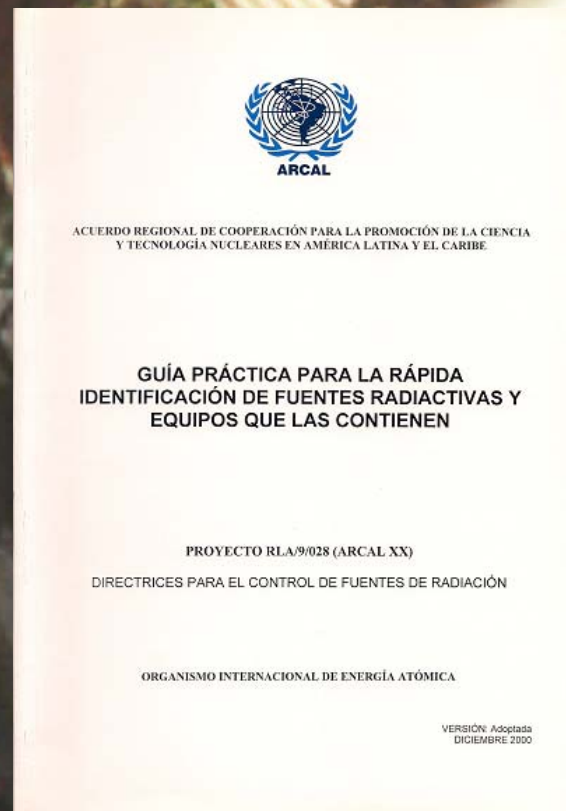 ARCAL
ACUERDO REGIONAL DE COOPERACIÓN PARA LA PROMOCIÓN DE LA CIENCIA
Y TECNOLOGÍA NUCLEARES EN AMÉRICA LATINA Y EL CARIBE
GUÍA PRÁCTICA PARA LA RÁPIDA
IDENTIFICACIÓN DE FUENTES RADIACTIVAS Y
EQUIPOS QUE LAS CONTIENEN
PROYECTO RLA/9/028 (ARCAL XX)
DIRECTRICES PARA EL CONTROL DE FUENTES DE RADIACIÓN
ORGANISMO INTERNACIONAL DE ENERGÍA ATÓMICA
VERSIÓN: Adoptada
DICIEMBRE 2000